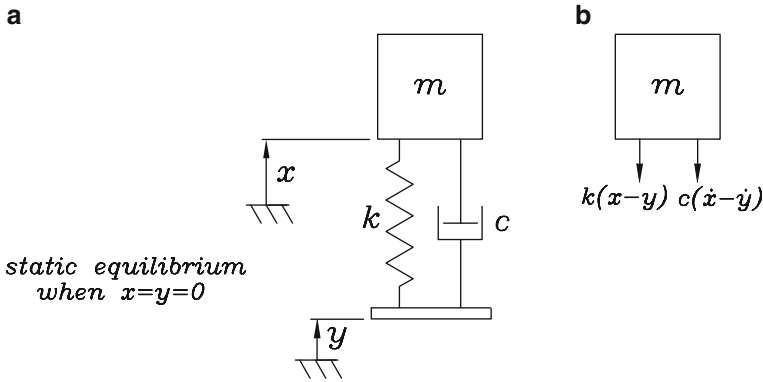 a
b
m
m
x
k
c
k(x−y) c(ẋ−ẏ)
static equilibrium
when x=y=0
y